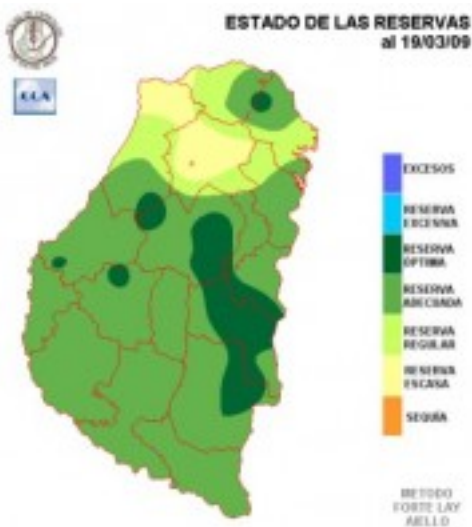 ESTADO DE LAS RESERVAS
al 19/03/09
EXCESOS
RESERVA
EXCESIVA
RESERVA
OPTIMA
RESERVA
ADECUADA
RESERVA
REGULAR
RESERVA
ESCASA
SEQUÍA
METODO
FORTE LAY
AIELLO